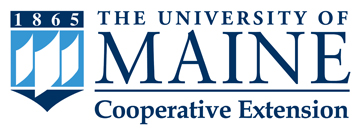 1865
THE UNIVERSITY OF
MAINE
Cooperative Extension